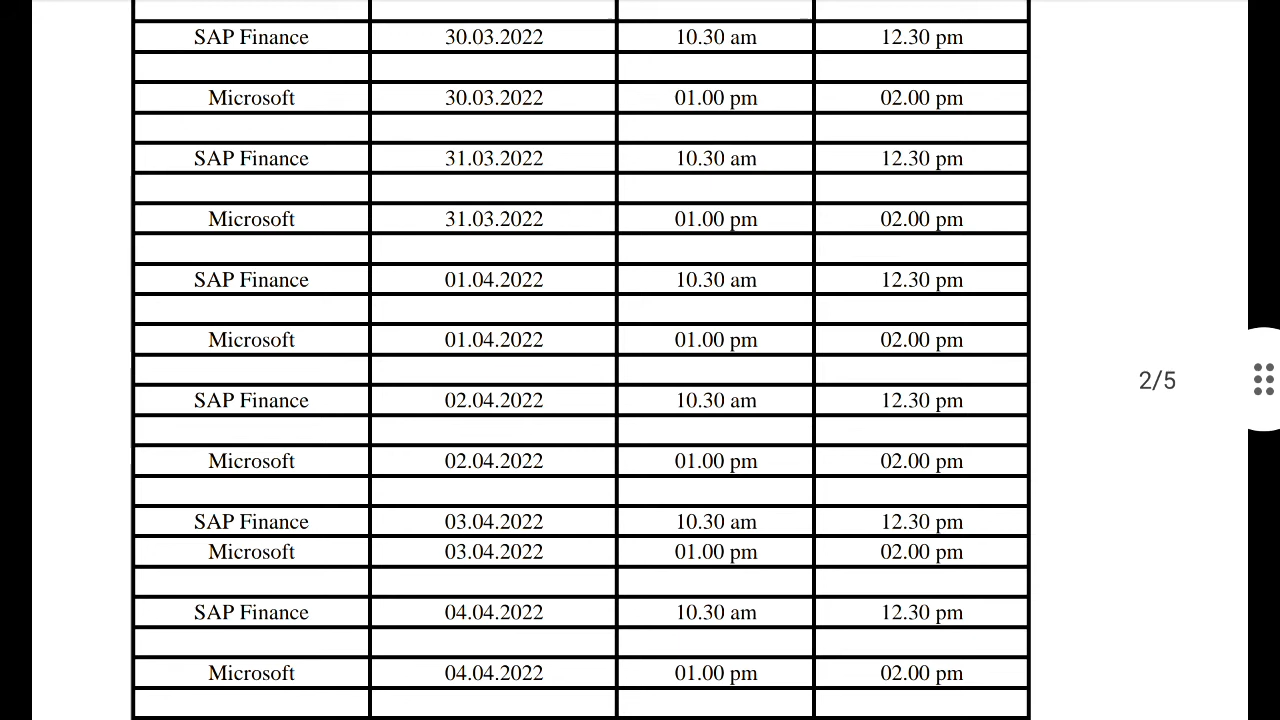 SAP Finance 30.03.2022 10.30 am 12.30 pm
Microsoft 30.03.2022 01.00 pm 02.00 pm
SAP Finance 31.03.2022 10.30 am 12.30 pm
Microsoft 31.03.2022 01.00 pm 02.00 pm
SAP Finance 01.04.2022 10.30 am 12.30 pm
Microsoft 01.04.2022 01.00 pm 02.00 pm
2/5
SAP Finance 02.04.2022 10.30 am 12.30 pm
Microsoft 02.04.2022 01.00 pm 02.00 pm
SAP Finance 03.04.2022 10.30 am 12.30 pm
Microsoft 03.04.2022 01.00 pm 02.00 pm
SAP Finance 04.04.2022 10.30 am 12.30 pm
Microsoft 04.04.2022 01.00 pm 02.00 pm